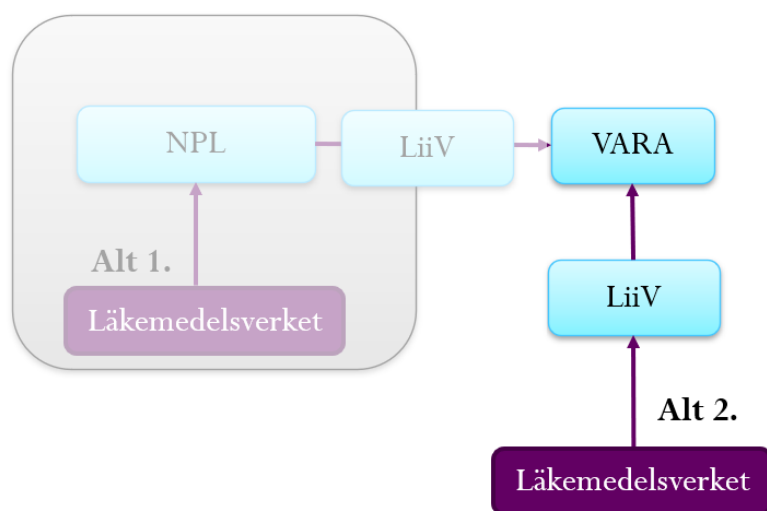 NPL
LiiV
VARA
Alt 1.
Läkemedelsverket
LiiV
Alt 2.
Läkemedelsverket